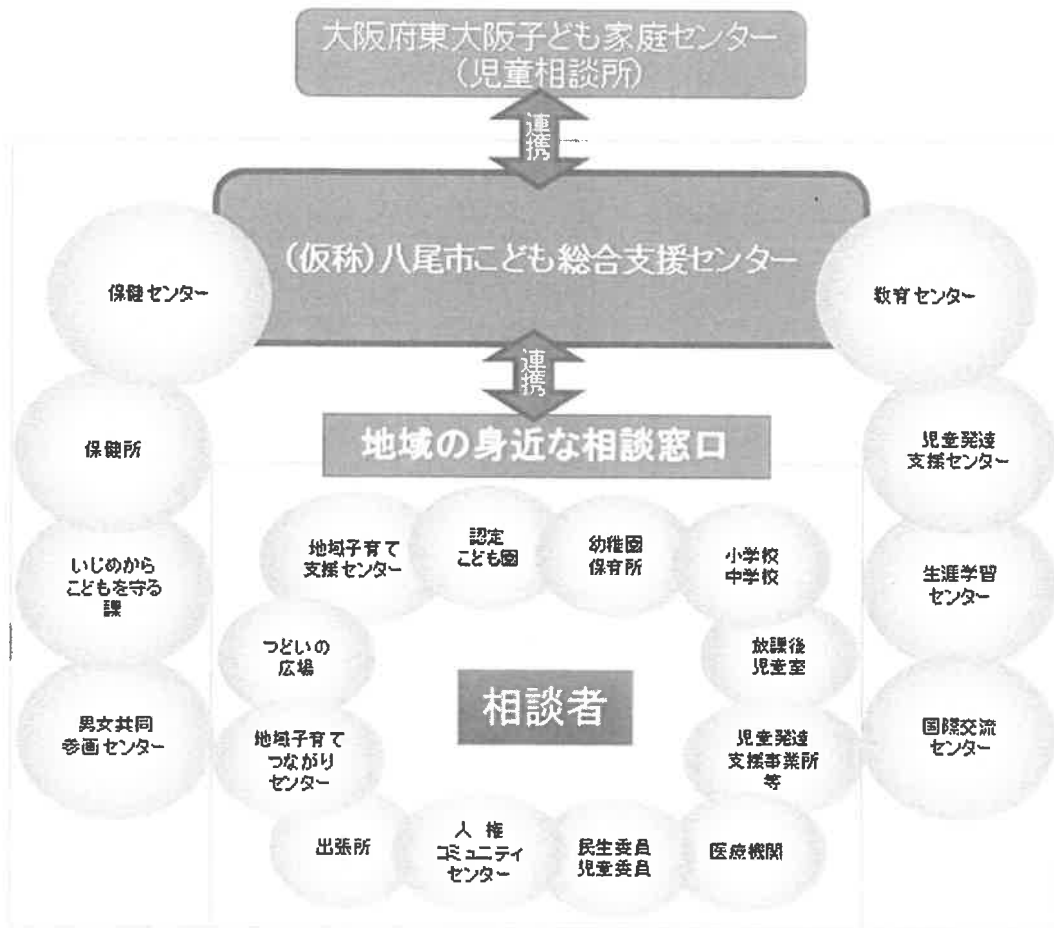 大阪府東大阪子ども家庭センター
(児童相談所)
連携
(仮称)八尾市こども総合支援センター
保健センター
教育センター
連携
地域の身近な相談窓口
保健所
児童発達
支援センター
地域子育て
支援センター
認定
こども園
幼稚園
保育所
小学校
中学校
いじめから
こどもを守る
課
生涯学習
センター
つどいの
広場
放課後
児童室
相談者
男女共同
参画センター
地域子育て
つながり
センター
児童発達
支援事業所
等
国際交流
センター
出張所
人 権
コミュニティ
センター
民生委員
児童委員
医療機関